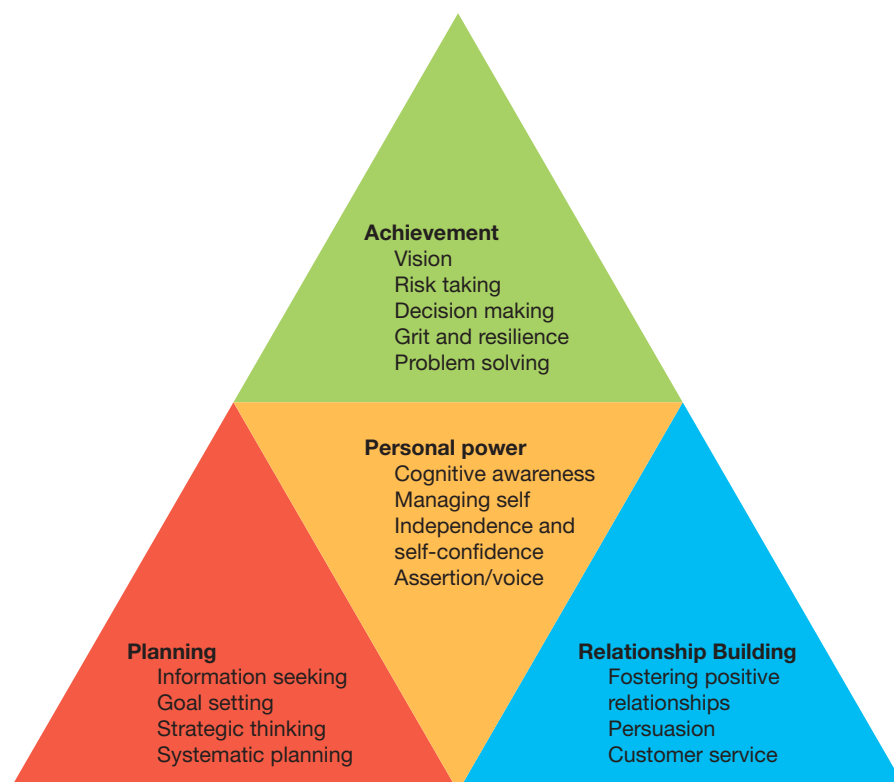 Achievement
Vision
Risk taking
Decision making
Grit and resilience
Problem solving
Personal power
Cognitive awareness
Managing self
Independence and
self-confidence
Assertion/voice
Planning
Information seeking
Goal setting
Strategic thinking
Systematic planning
Relationship Building
Fostering positive
relationships
Persuasion
Customer service